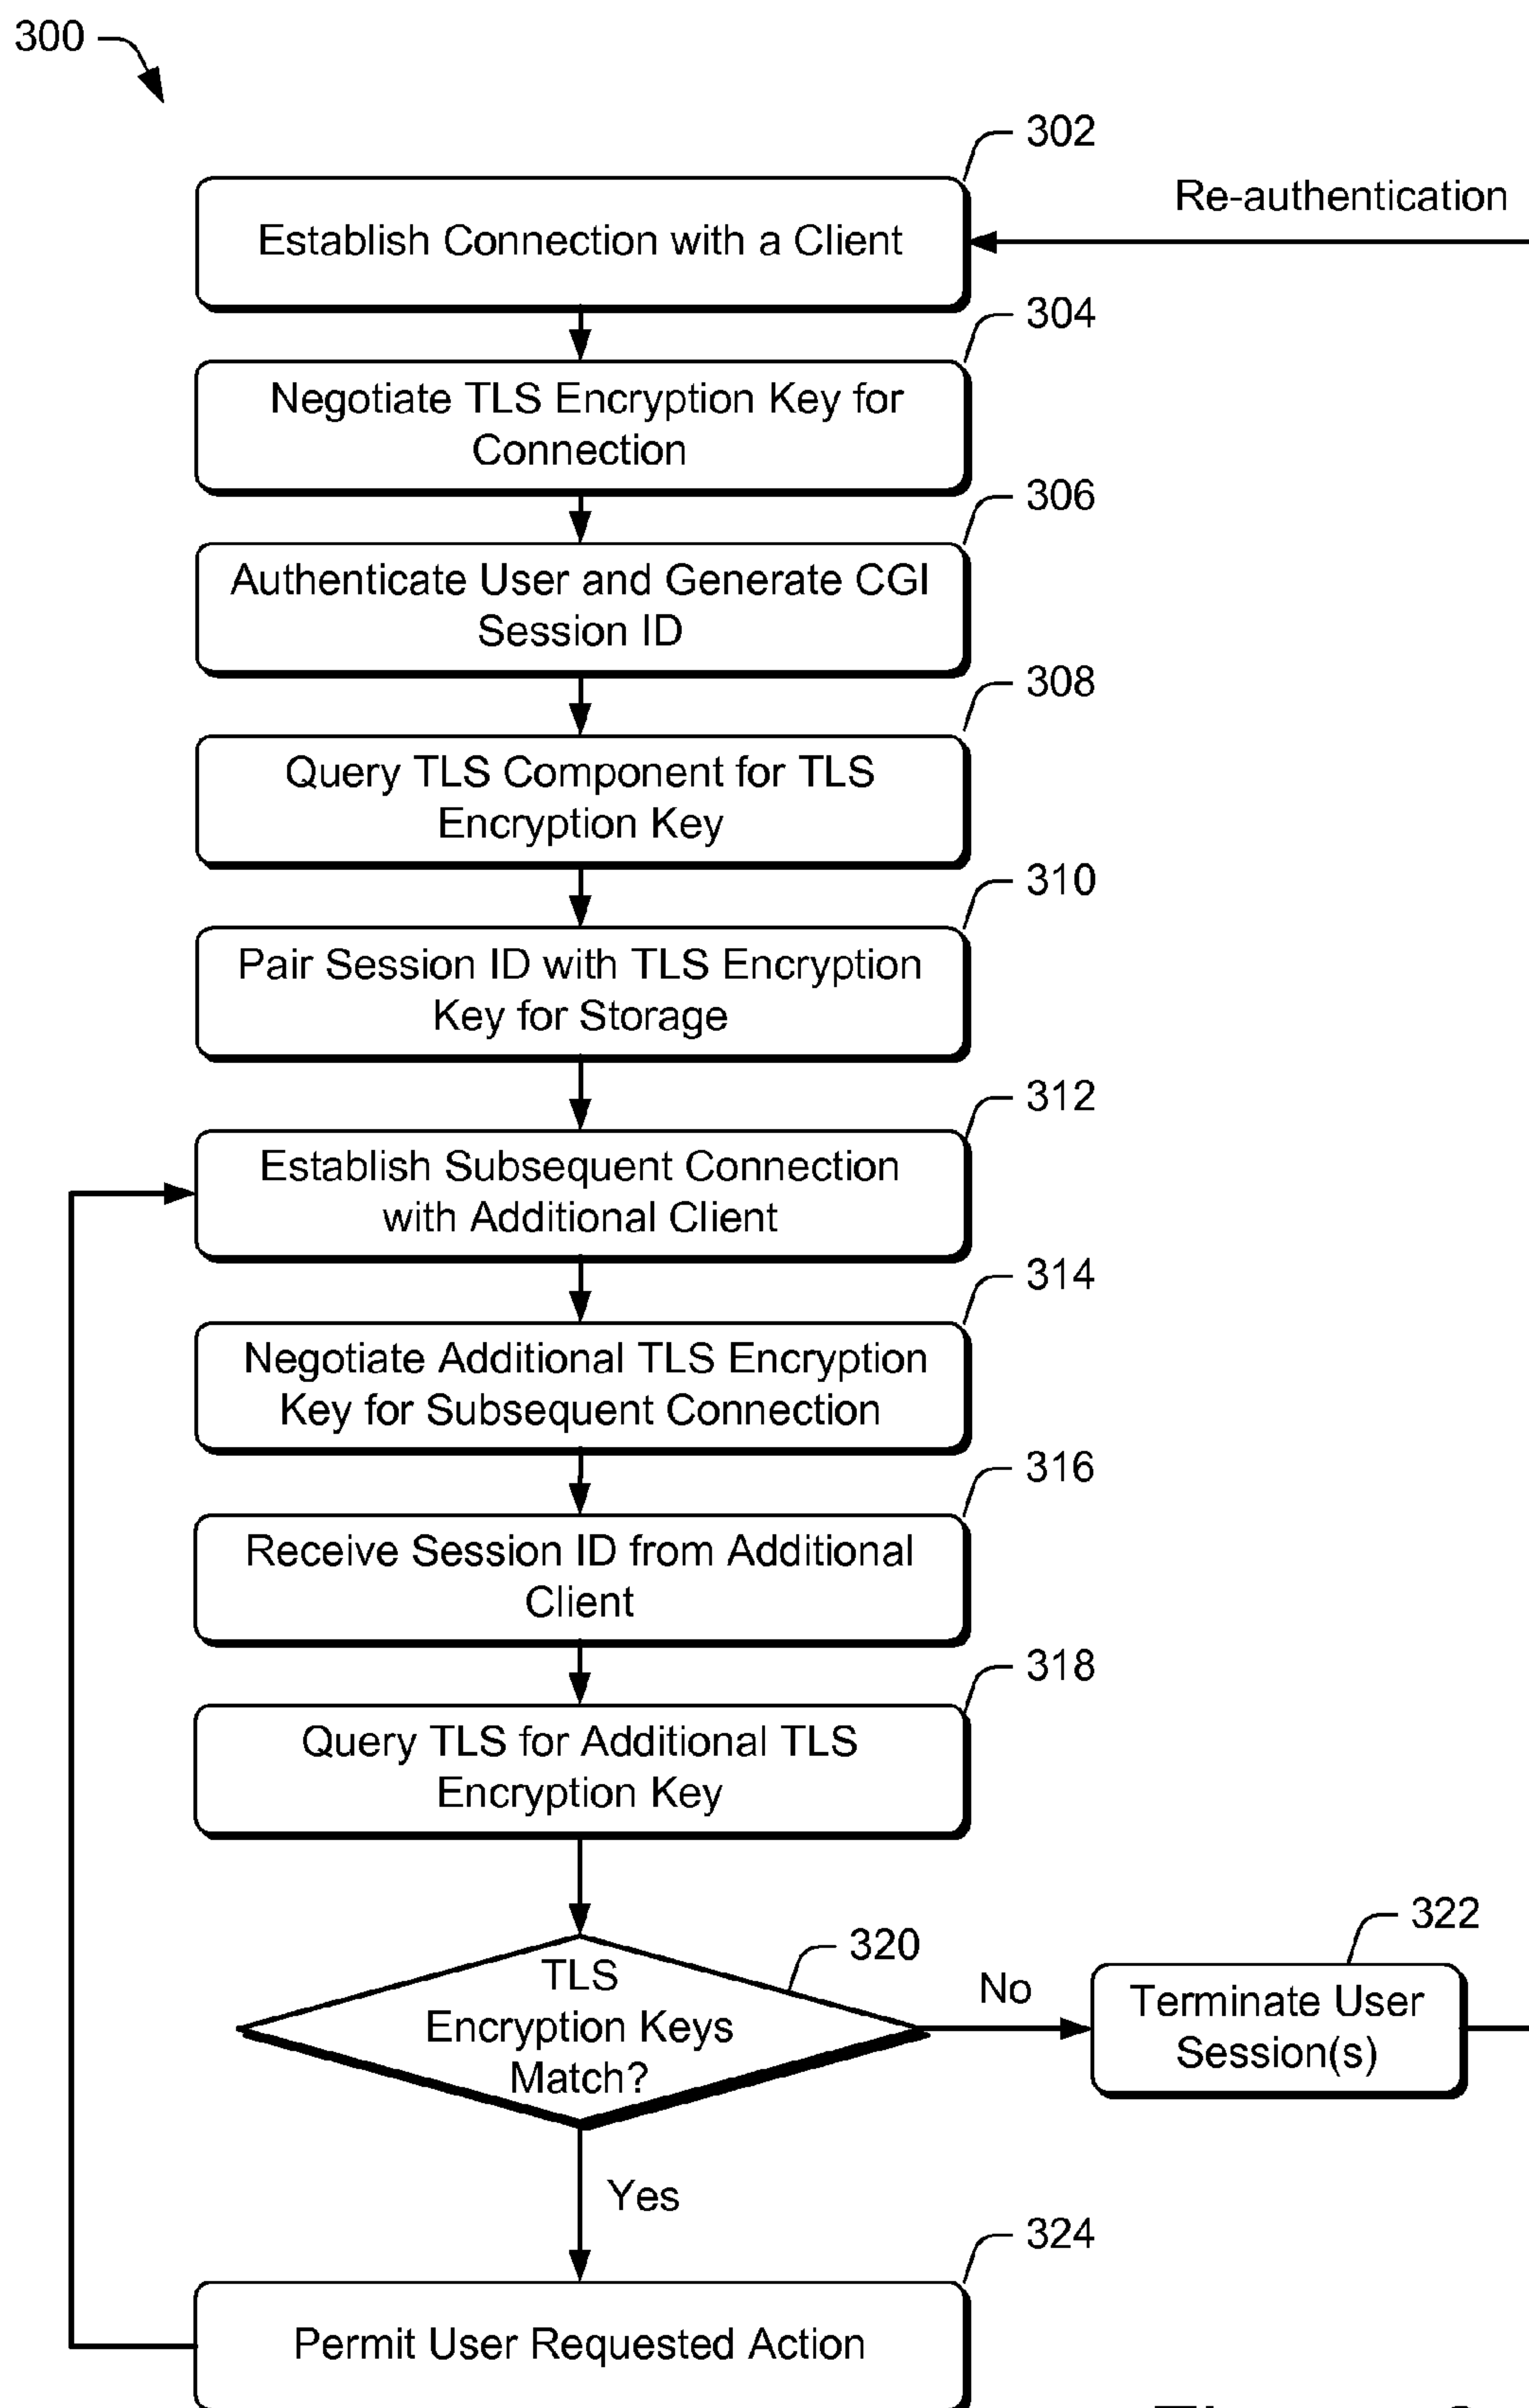 300
302
Re-authentication
Establish Connection with a Client
304
Negotiate TLS Encryption Key for
Connection
306
Authenticate User and Generate CGI
Session ID
308
Query TLS Component for TLS
Encryption Key
310
Pair Session ID with TLS Encryption
Key for Storage
312
Establish Subsequent Connection
with Additional Client
314
Negotiate Additional TLS Encryption
Key for Subsequent Connection
316
Receive Session ID from Additional
Client
318
Query TLS for Additional TLS
Encryption Key
320
TLS
Encryption Keys
Match?
No
322
Terminate User
Session(s)
Yes
324
Permit User Requested Action